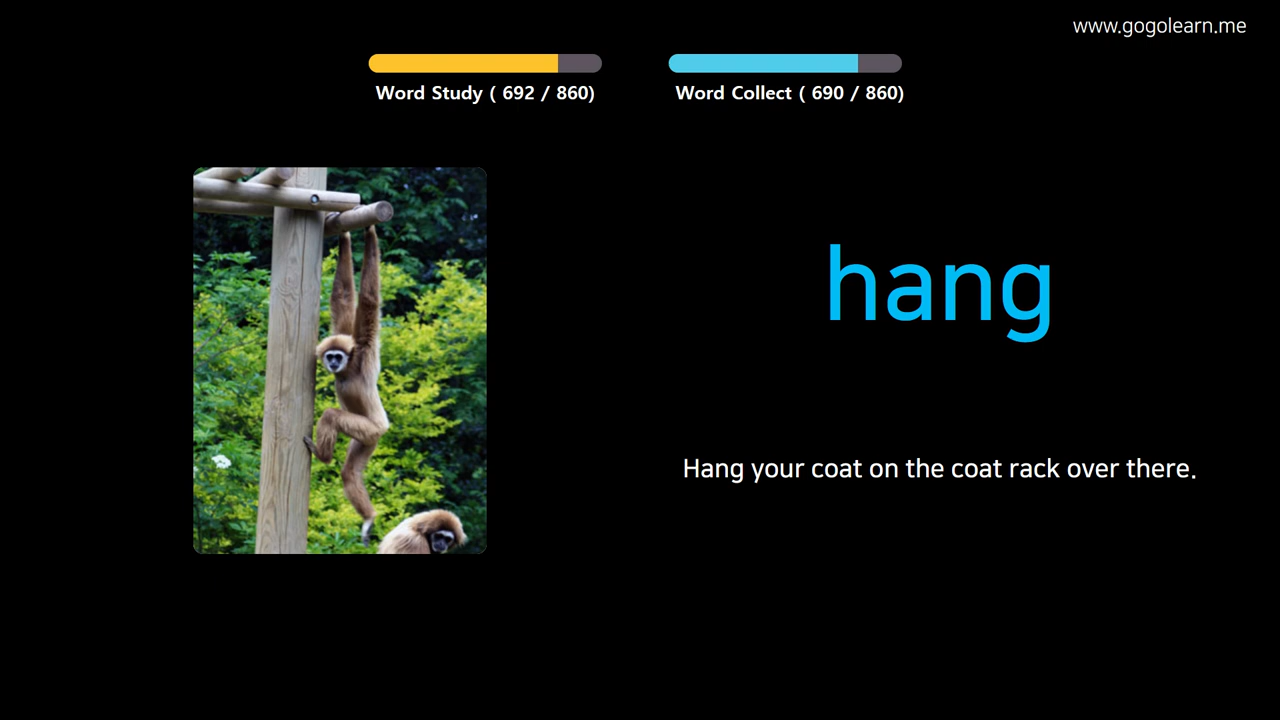 www.gogolearn.me
Word Study ( 692 / 860)
Word Collect ( 690 / 860)
hang
Hang your coat on the coat rack over there.